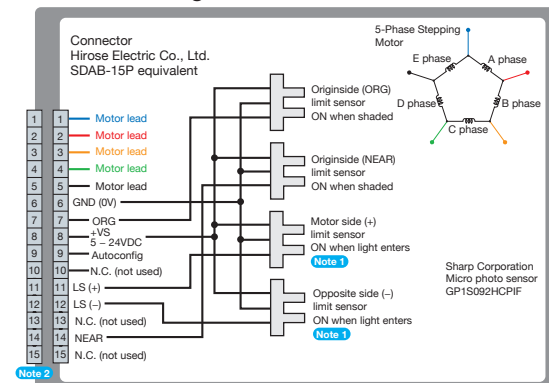 5-Phase Stepping
Motor
E phase
A phase
D phase
B phase
C phase
Connector
Hirose Electric Co., Ltd.
SDAB-15P equivalent
1 1 Motor lead
2 2 Motor lead
3 3 Motor lead
4 4 Motor lead
5 5 Motor lead
6 6 GND (0V)
7 7 ORG
8 8 +VS
5 – 24VDC
9 9 Autoconfig
10 10 N.C. (not used)
11 11 LS (+)
12 12 LS (–)
13 13 N.C. (not used)
14 14 NEAR
15 15 N.C. (not used)
Note 2
Originside (ORG)
limit sensor
ON when shaded
Originside (NEAR)
limit sensor
ON when shaded
Motor side (+)
limit sensor
ON when light enters
Note 1
Opposite side (–)
limit sensor
ON when light enters
Note 1
Sharp Corporation
Micro photo sensor
GP1S092HCPIF